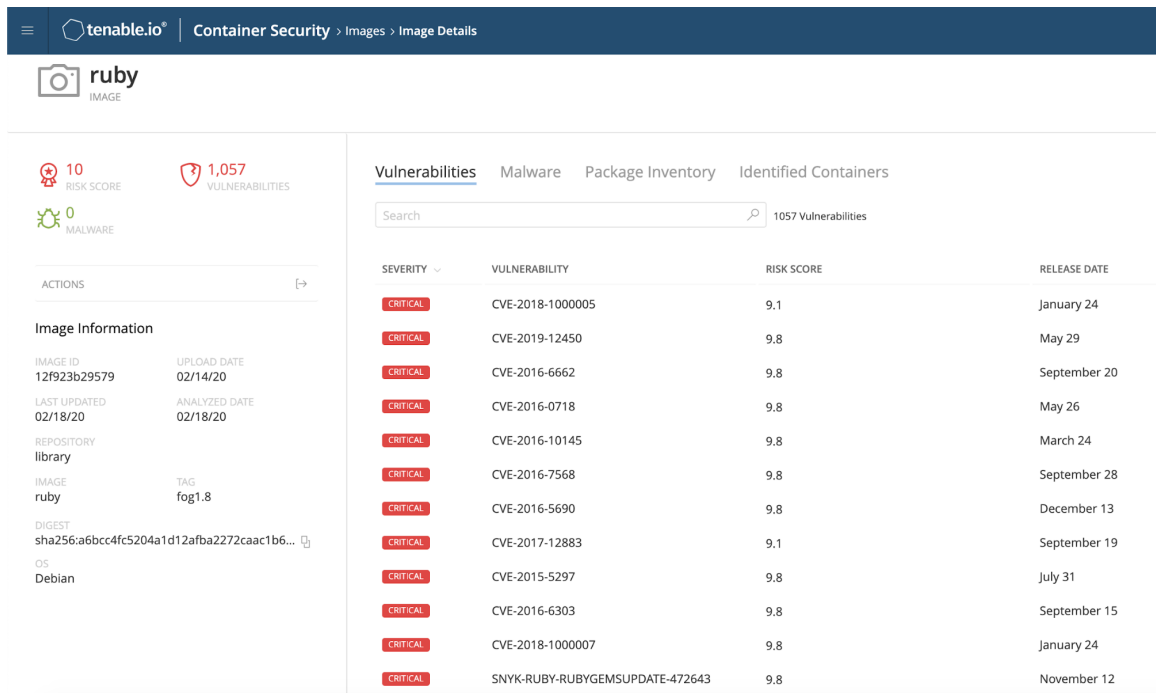 tenable.io® Container Security > Images > Image Details
ruby
IMAGE
10
RISK SCORE
1,057
VULNERABILITIES
0
MALWARE
ACTIONS
Image Information
IMAGE ID UPLOAD DATE
12f923b29579 02/14/20
LAST UPDATED ANALYZED DATE
02/18/20 02/18/20
REPOSITORY
library
IMAGE TAG
ruby fog1.8
DIGEST
sha256:a6bcc4fc5204a1d12afba2272caac1b6...
OS
Debian
Vulnerabilities Malware Package Inventory Identified Containers
Search 1057 Vulnerabilities
SEVERITY VULNERABILITY RISK SCORE RELEASE DATE
CRITICAL CVE-2018-1000005 9.1 January 24
CRITICAL CVE-2019-12450 9.8 May 29
CRITICAL CVE-2016-6662 9.8 September 20
CRITICAL CVE-2016-0718 9.8 May 26
CRITICAL CVE-2016-10145 9.8 March 24
CRITICAL CVE-2016-7568 9.8 September 28
CRITICAL CVE-2016-5690 9.8 December 13
CRITICAL CVE-2017-12883 9.1 September 19
CRITICAL CVE-2015-5297 9.8 July 31
CRITICAL CVE-2016-6303 9.8 September 15
CRITICAL CVE-2018-1000007 9.8 January 24
CRITICAL SNYK-RUBY-RUBYGEMSUPDATE-472643 9.8 November 12